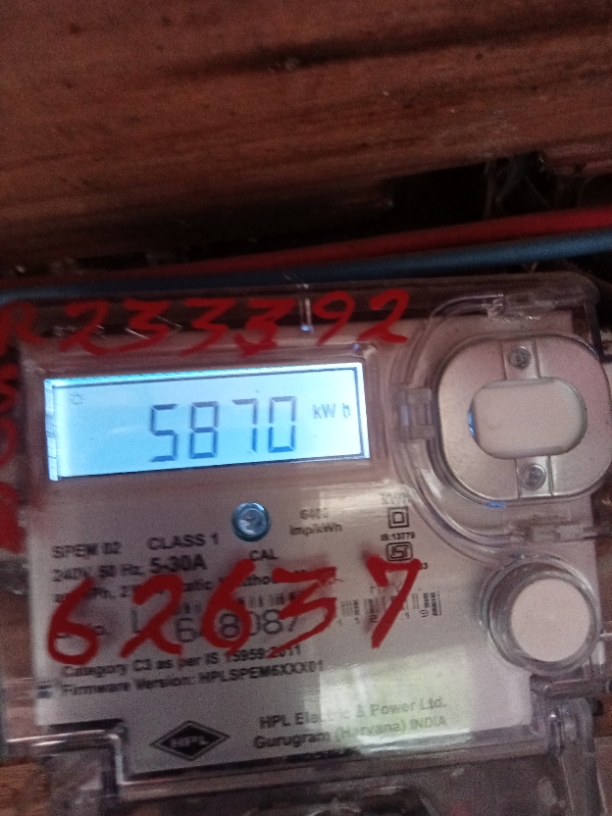 R233392
5870 kWh
6400
imp/kWh
IS:13779
SPEM 02 CLASS 1
CAL
240V, 50 Hz, 5-30A
62637
Category C3 as per IS 15959:2011
Firmware Version: HPLSPEM6XXX01
HPL
HPL Electric & Power Ltd.
Gurugram (Haryana) INDIA